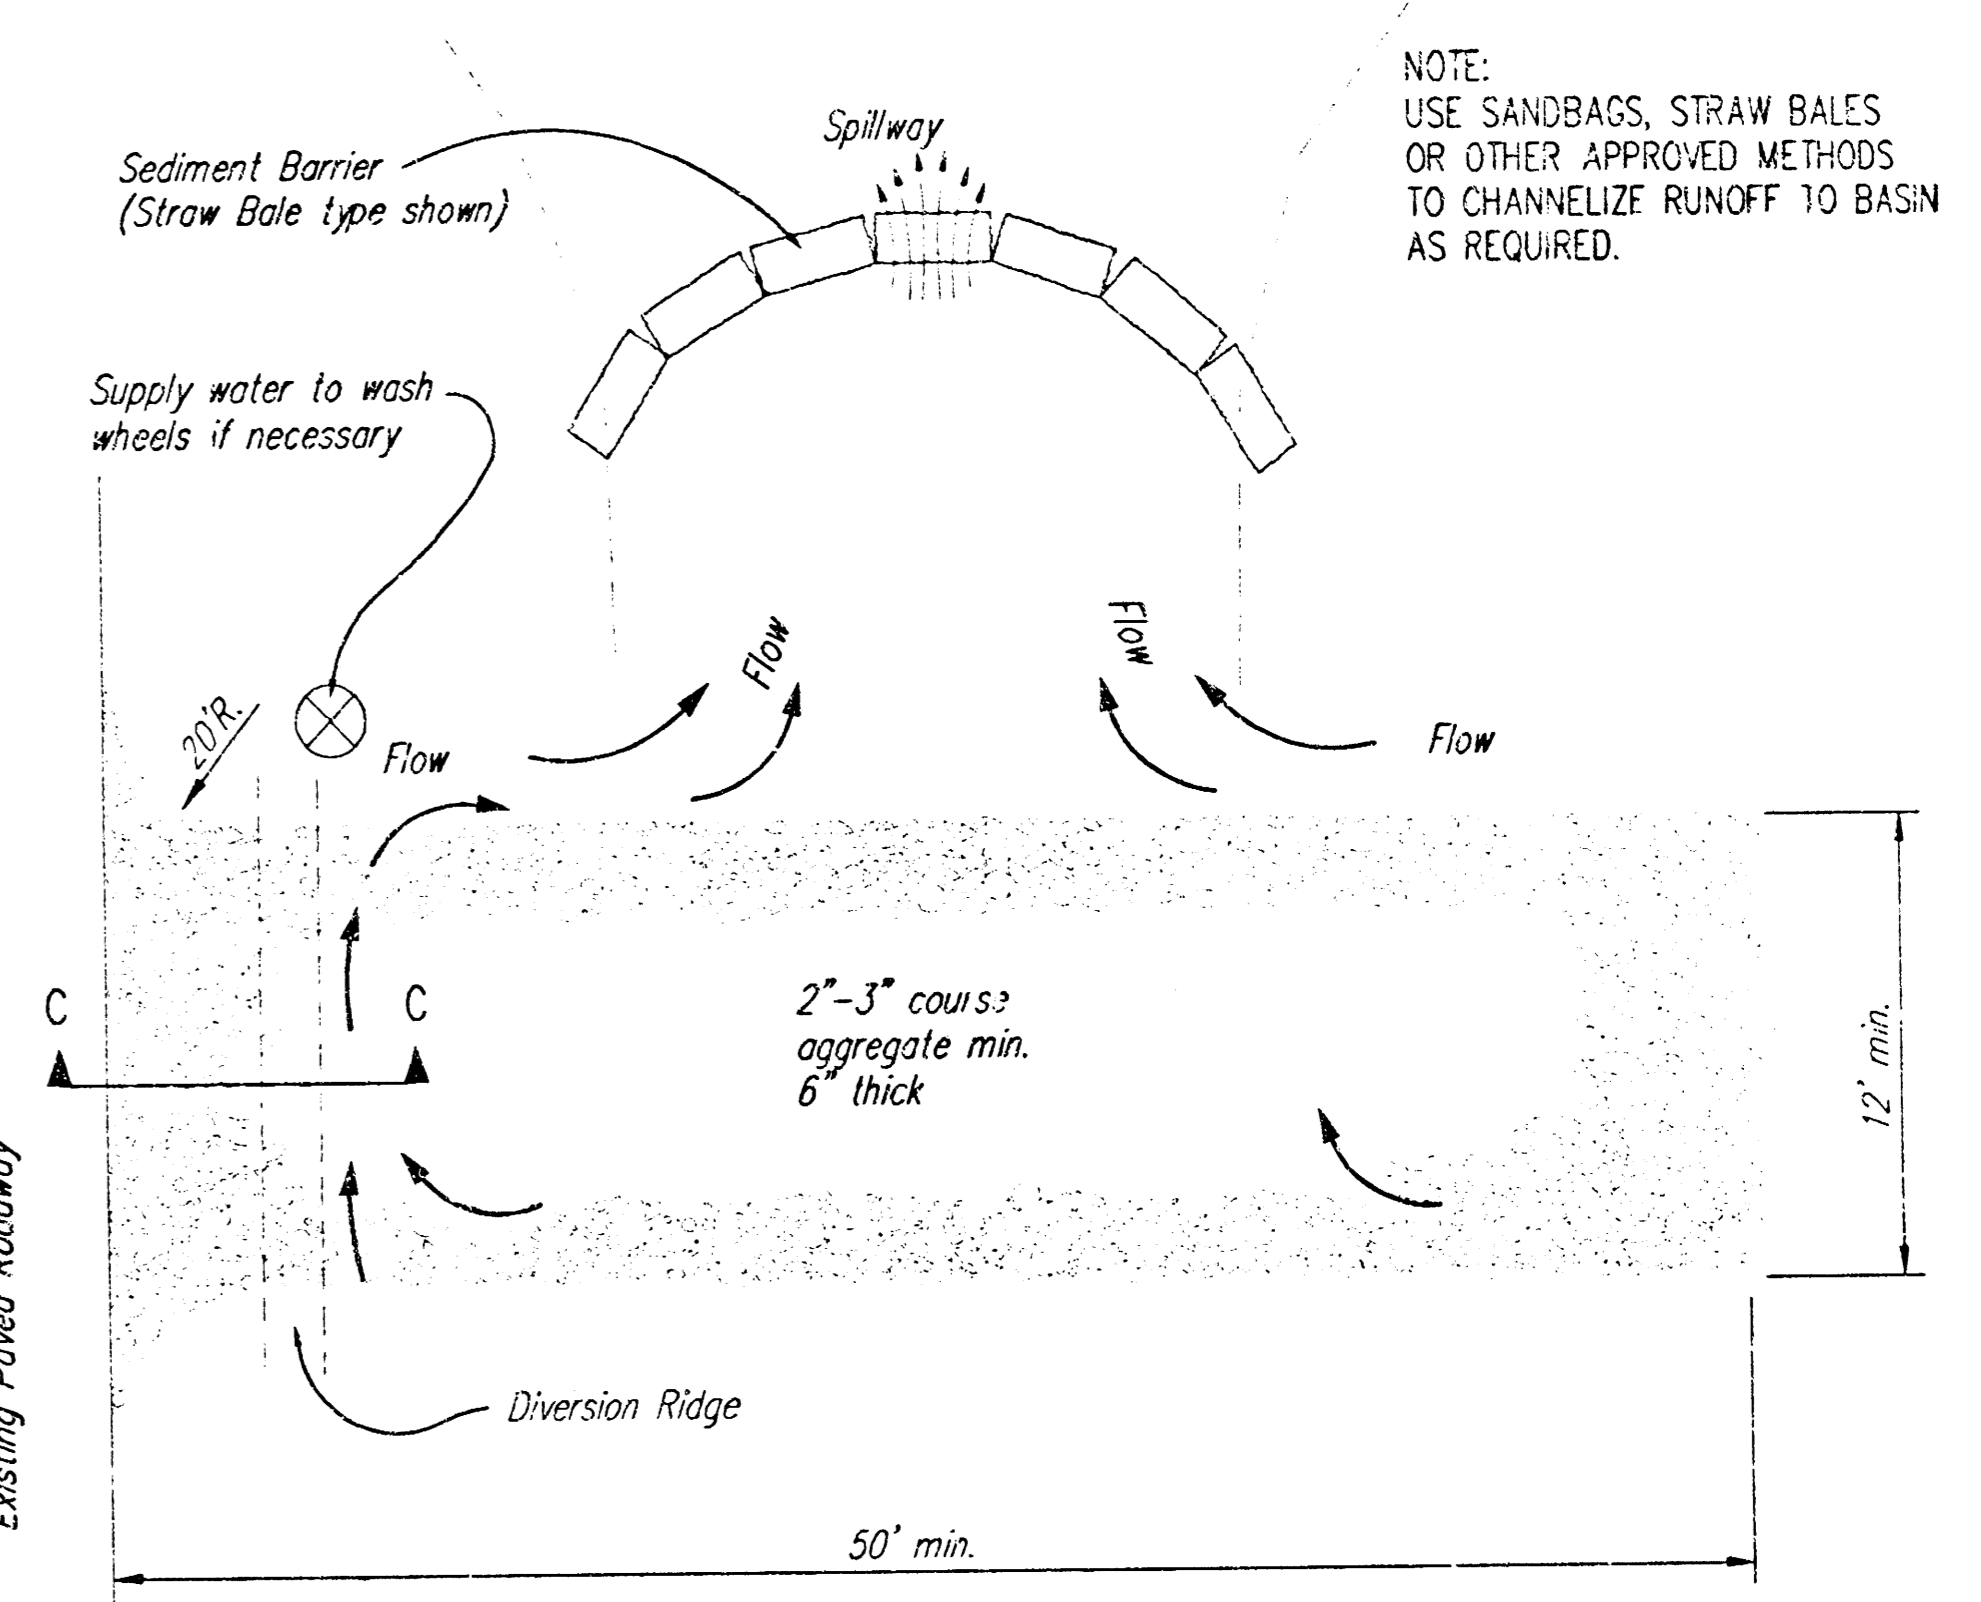 NOTE:
USE SANDBAGS, STRAW BALES
OR OTHER APPROVED METHODS
TO CHANNELIZE RUNOFF TO BASIN
AS REQUIRED.
Spillway
Sediment Barrier
(Straw Bale type shown)
Supply water to wash
wheels if necessary
Flow
Flow
20'R.
Flow
Flow
C
C
2"-3" course
aggregate min.
6" thick
12' min.
Existing Paved Roadway
Diversion Ridge
50' min.